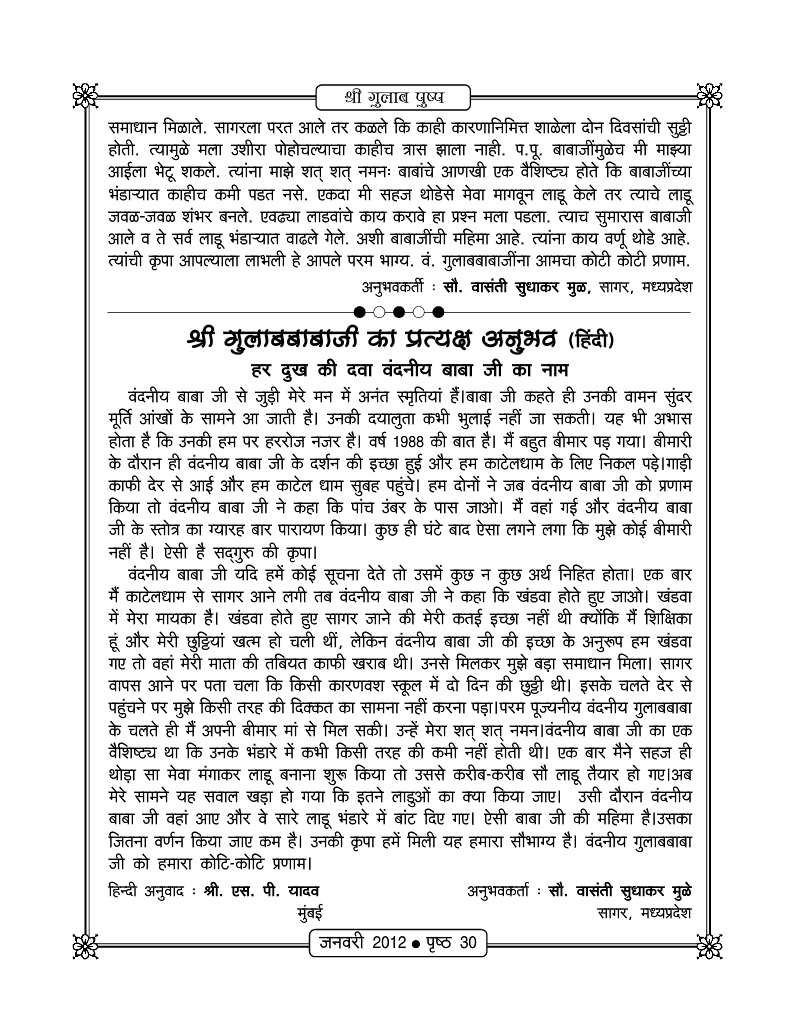 श्री गुलाब पुष्प
समाधान मिळाले. सागरला परत आले तर कळले कि काही कारणानिमित्त शाळेला दोन दिवसांची सुट्टी
होती. त्यामुळे मला उशीरा पोहोचल्याचा काहीच त्रास झाला नाही. प.पू. बाबाजींमुळेच मी माझ्या
आईला भेटू शकले. त्यांना माझे शत् शत् नमनः बाबांचे आणखी एक वैशिष्ट्य होते कि बाबाजींच्या
भंडाऱ्यात काहीच कमी पडत नसे. एकदा मी सहज थोडेसे मेवा मागवून लाडू केले तर त्याचे लाडू
जवळ-जवळ शंभर बनले. एवढ्या लाडवांचे काय करावे हा प्रश्न मला पडला. त्याच सुमारास बाबाजी
आले व ते सर्व लाडू भंडाऱ्यात वाढले गेले. अशी बाबाजींची महिमा आहे. त्यांना काय वर्णू थोडे आहे.
त्यांची कृपा आपल्याला लाभली हे आपले परम भाग्य. वं. गुलाबबाबाजींना आमचा कोटी कोटी प्रणाम.
अनुभवकर्ती : सौ. वासंती सुधाकर मुळ, सागर, मध्यप्रदेश
श्री गुलाबबाबाजी का प्रत्यक्ष अनुभव (हिंदी)
हर दुख की दवा वंदनीय बाबा जी का नाम
वंदनीय बाबा जी से जुड़ी मेरे मन में अनंत स्मृतियां हैं।बाबा जी कहते ही उनकी वामन सुंदर
मूर्ति आंखों के सामने आ जाती है। उनकी दयालुता कभी भुलाई नहीं जा सकती। यह भी अभास
होता है कि उनकी हम पर हररोज नजर है। वर्ष 1988 की बात है। मैं बहुत बीमार पड़ गया। बीमारी
के दौरान ही वंदनीय बाबा जी के दर्शन की इच्छा हुई और हम काटेलधाम के लिए निकल पड़े।गाड़ी
काफी देर से आई और हम काटेल धाम सुबह पहुंचे। हम दोनों ने जब वंदनीय बाबा जी को प्रणाम
किया तो वंदनीय बाबा जी ने कहा कि पांच उंबर के पास जाओ। मैं वहां गई और वंदनीय बाबा
जी के स्तोत्र का ग्यारह बार पारायण किया। कुछ ही घंटे बाद ऐसा लगने लगा कि मुझे कोई बीमारी
नहीं है। ऐसी है सद्‌गुरु की कृपा।
वंदनीय बाबा जी यदि हमें कोई सूचना देते तो उसमें कुछ न कुछ अर्थ निहित होता। एक बार
मैं काटेलधाम से सागर आने लगी तब वंदनीय बाबा जी ने कहा कि खंडवा होते हुए जाओ। खंडवा
में मेरा मायका है। खंडवा होते हुए सागर जाने की मेरी कतई इच्छा नहीं थी क्योंकि मैं शिक्षिका
हूं और मेरी छुट्टियां खत्म हो चली थीं, लेकिन वंदनीय बाबा जी की इच्छा के अनुरूप हम खंडवा
गए तो वहां मेरी माता की तबियत काफी खराब थी। उनसे मिलकर मुझे बड़ा समाधान मिला। सागर
वापस आने पर पता चला कि किसी कारणवश स्कूल में दो दिन की छुट्टी थी। इसके चलते देर से
पहुंचने पर मुझे किसी तरह की दिक्कत का सामना नहीं करना पड़ा।परम पूज्यनीय वंदनीय गुलाबबाबा
के चलते ही मैं अपनी बीमार मां से मिल सकी। उन्हें मेरा शत् शत् नमन।वंदनीय बाबा जी का एक
वैशिष्ट्य था कि उनके भंडारे में कभी किसी तरह की कमी नहीं होती थी। एक बार मैने सहज ही
थोड़ा सा मेवा मंगाकर लाडू बनाना शुरू किया तो उससे करीब-करीब सौ लाडू तैयार हो गए।अब
मेरे सामने यह सवाल खड़ा हो गया कि इतने लाडुओं का क्या किया जाए। उसी दौरान वंदनीय
बाबा जी वहां आए और वे सारे लाडू भंडारे में बांट दिए गए। ऐसी बाबा जी की महिमा है।उसका
जितना वर्णन किया जाए कम है। उनकी कृपा हमें मिली यह हमारा सौभाग्य है। वंदनीय गुलाबबाबा
जी को हमारा कोटि-कोटि प्रणाम।
हिन्दी अनुवाद : श्री. एस. पी. यादव अनुभवकर्ता : सौ. वासंती सुधाकर मुळे
मुंबई सागर, मध्यप्रदेश
जनवरी 2012 ● पृष्ठ 30